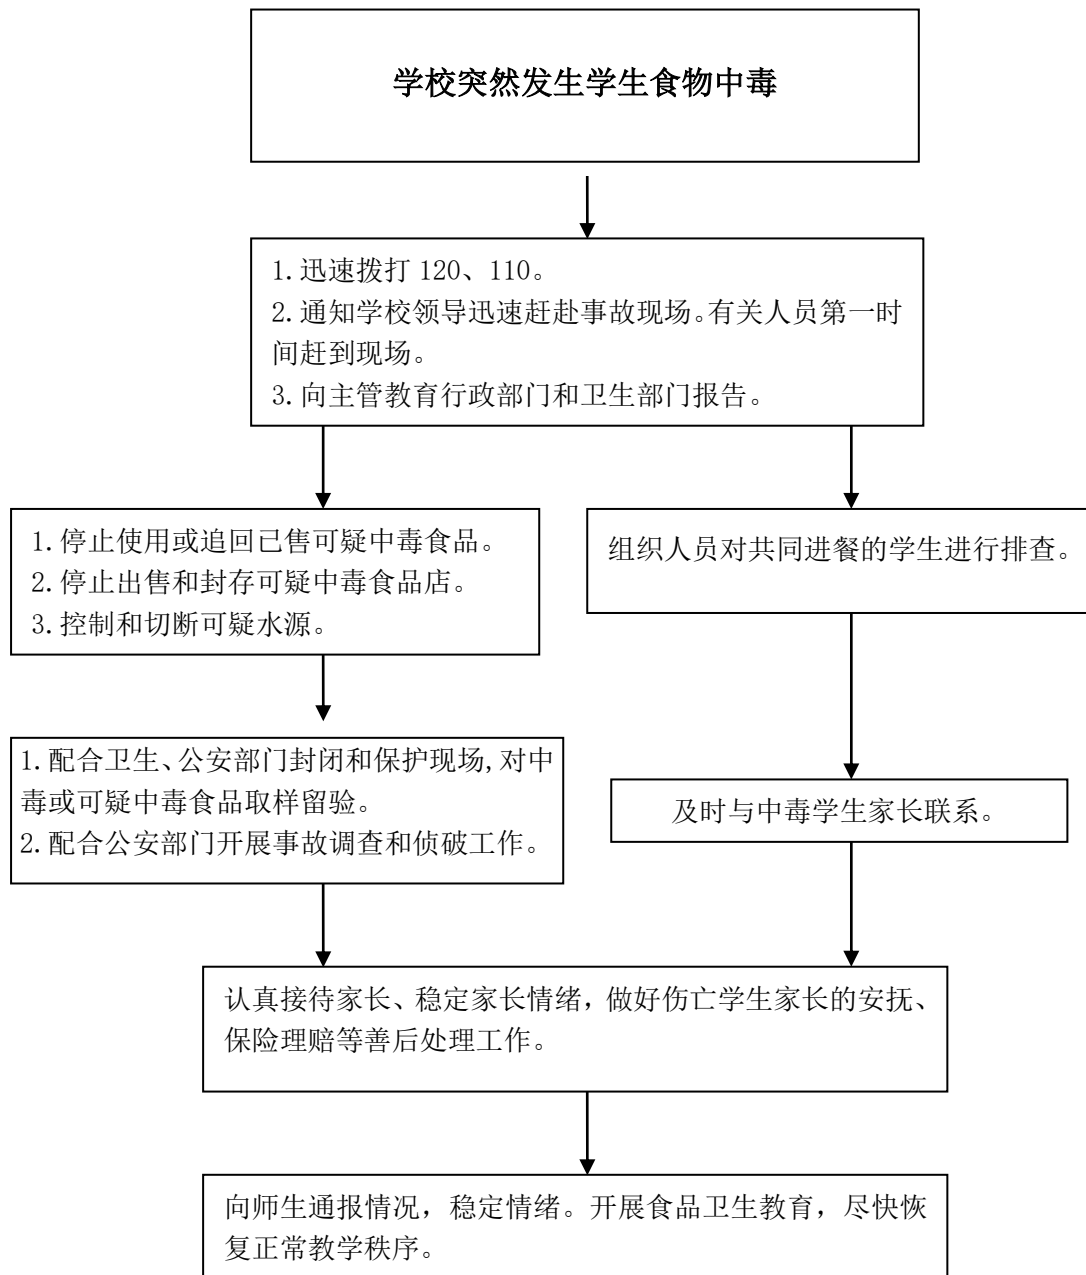 学校突然发生学生食物中毒
1.迅速拨打 120、110。
2.通知学校领导迅速赶赴事故现场。有关人员第一时
间赶到现场。
3.向主管教育行政部门和卫生部门报告。
1.停止使用或追回已售可疑中毒食品。
2.停止出售和封存可疑中毒食品店。
3.控制和切断可疑水源。
组织人员对共同进餐的学生进行排查。
1.配合卫生、公安部门封闭和保护现场,对中
毒或可疑中毒食品取样留验。
2.配合公安部门开展事故调查和侦破工作。
及时与中毒学生家长联系。
认真接待家长、稳定家长情绪，做好伤亡学生家长的安抚、
保险理赔等善后处理工作。
向师生通报情况，稳定情绪。开展食品卫生教育，尽快恢
复正常教学秩序。